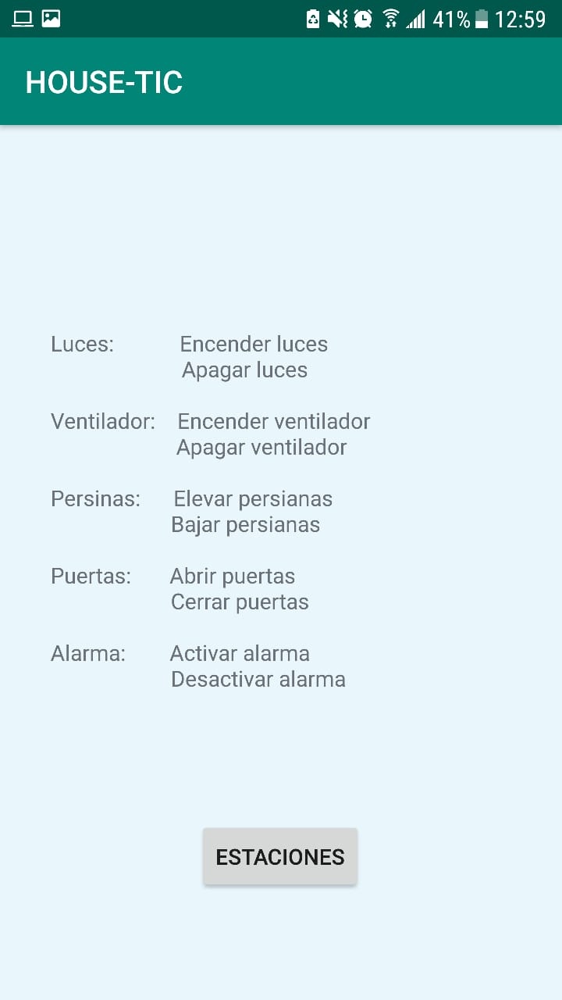 41% 12:59
HOUSE-TIC
Luces: Encender luces
Apagar luces
Ventilador: Encender ventilador
Apagar ventilador
Persinas: Elevar persianas
Bajar persianas
Puertas: Abrir puertas
Cerrar puertas
Alarma: Activar alarma
Desactivar alarma
ESTACIONES